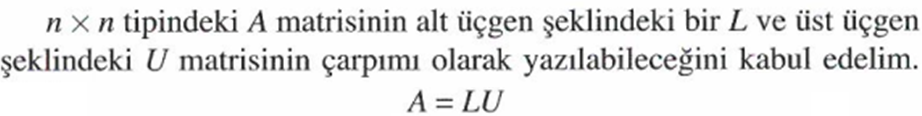 n × n tipindeki A matrisinin alt üçgen şeklindeki bir L ve üst üçgen
şeklindeki U matrisinin çarpımı olarak yazılabileceğini kabul edelim.
A = LU